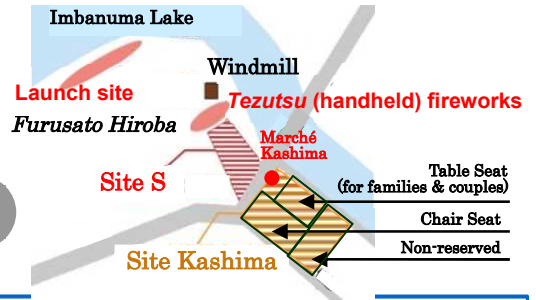 Imbanuma Lake
Windmill
Launch site
Tezutsu (handheld) fireworks
Furusato Hiroba
Marché
Kashima
Site S
Table Seat
(for families & couples)
Chair Seat
Non-reserved
Site Kashima